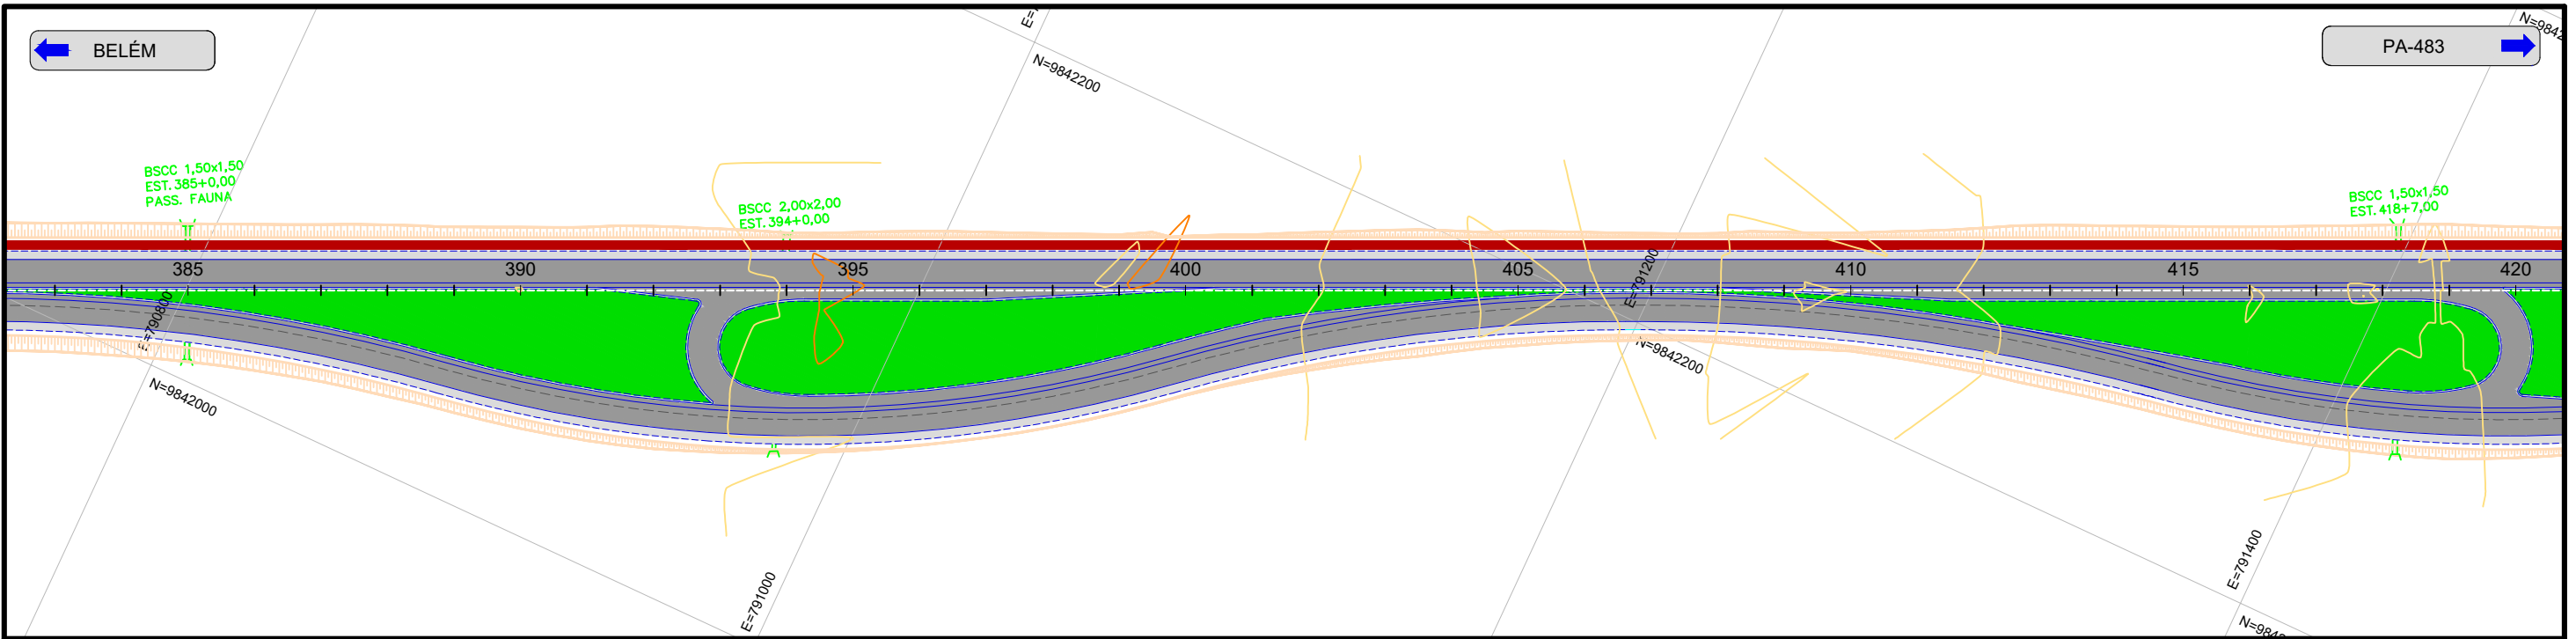 BELÉM
PA-483
N=9842200
BSCC 1,50x1,50
EST.385+0,00
PASS. FAUNA
BSCC 2,00x2,00
EST.394+0,00
BSCC 1,50x1,50
EST.418+7,00
385
390
395
400
405
410
415
420
E=790800
E=791200
N=9842000
N=9842200
E=791000
E=791400